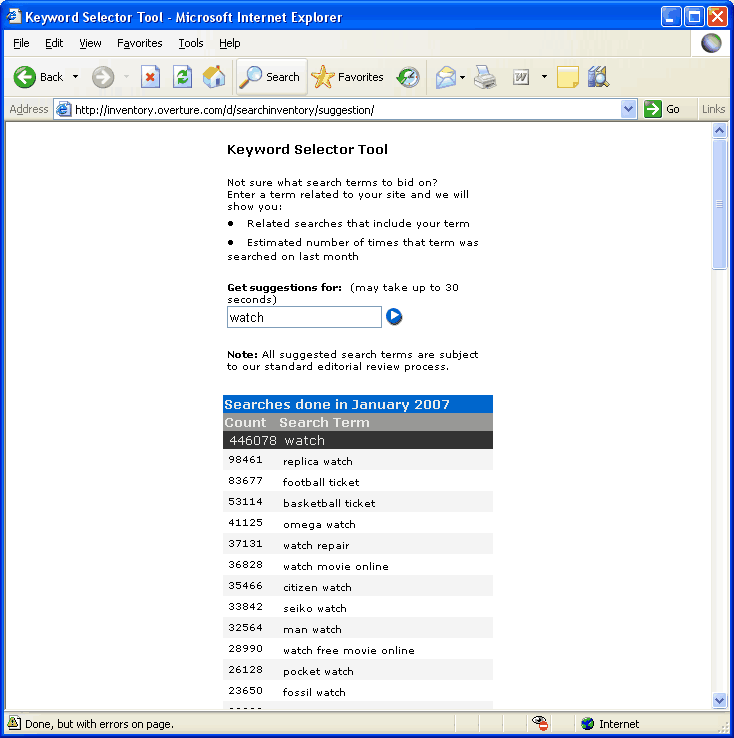 Keyword Selector Tool - Microsoft Internet Explorer
File Edit View Favorites Tools Help
Back Search Favorites
Address http://inventory.overture.com/d/searchinventory/suggestion/ Go Links
Keyword Selector Tool
Not sure what search terms to bid on?
Enter a term related to your site and we will
show you:
• Related searches that include your term
• Estimated number of times that term was
searched on last month
Get suggestions for: (may take up to 30
seconds)
watch
Note: All suggested search terms are subject
to our standard editorial review process.
Searches done in January 2007
Count Search Term
446078 watch
98461 replica watch
83677 football ticket
53114 basketball ticket
41125 omega watch
37131 watch repair
36828 watch movie online
35466 citizen watch
33842 seiko watch
32564 man watch
28990 watch free movie online
26128 pocket watch
23650 fossil watch
Done, but with errors on page. Internet